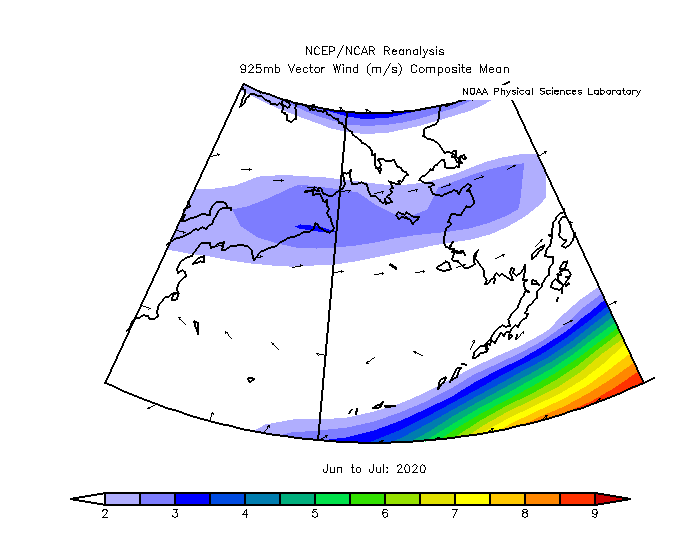 NCEP/NCAR Reanalysis
925mb Vector Wind (m/s) Composite Mean
NOAA Physical Sciences Laboratory
Jun to Jul: 2020
2 3 4 5 6 7 8 9